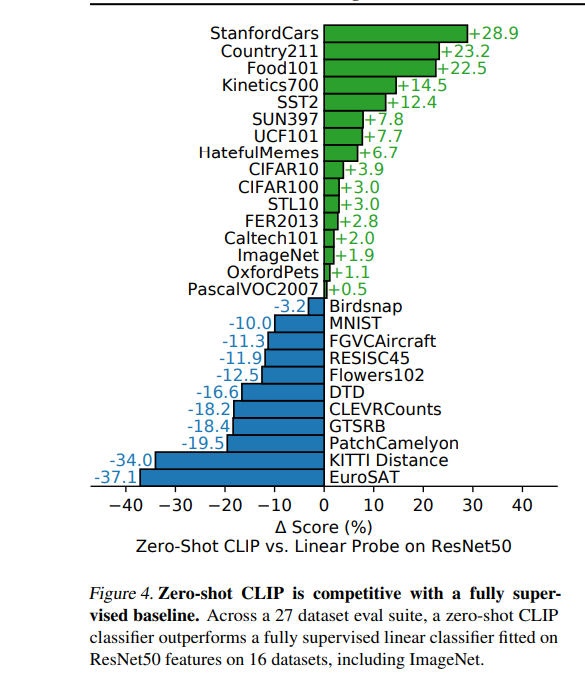 StanfordCars +28.9
Country211 +23.2
Food101 +22.5
Kinetics700 +14.5
SST2 +12.4
SUN397 +7.8
UCF101 +7.7
HatefulMemes +6.7
CIFAR10 +3.9
CIFAR100 +3.0
STL10 +3.0
FER2013 +2.8
Caltech101 +2.0
ImageNet +1.9
OxfordPets +1.1
PascalVOC2007 +0.5
-3.2 Birdsnap
-10.0 MNIST
-11.3 FGVCAircraft
-11.9 RESISC45
-12.5 Flowers102
-16.6 DTD
-18.2 CLEVRCounts
-18.4 GTSRB
-19.5 PatchCamelyon
-34.0 KITTI Distance
-37.1 EuroSAT
−40 −30 −20 −10 0 10 20 30 40
Δ Score (%)
Zero-Shot CLIP vs. Linear Probe on ResNet50
Figure 4. Zero-shot CLIP is competitive with a fully super-
vised baseline. Across a 27 dataset eval suite, a zero-shot CLIP
classifier outperforms a fully supervised linear classifier fitted on
ResNet50 features on 16 datasets, including ImageNet.